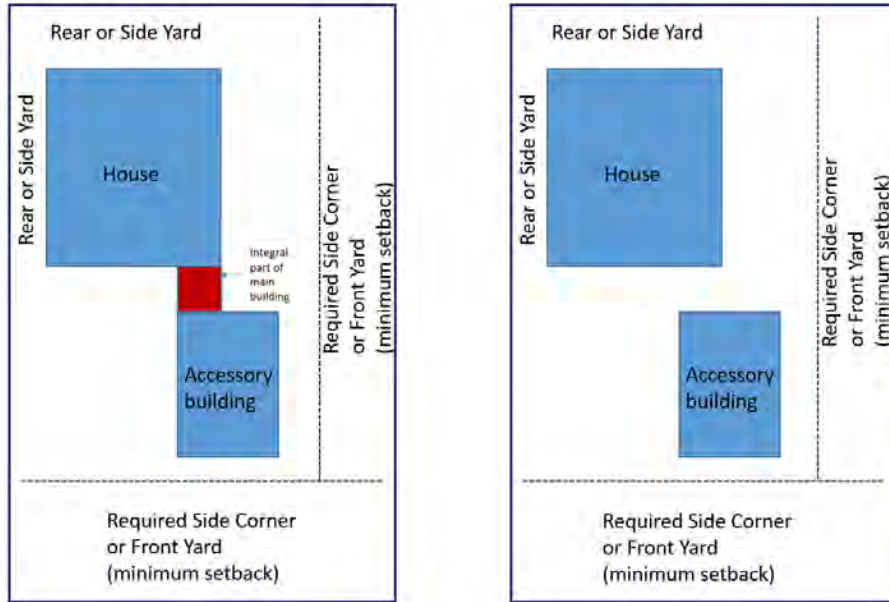 Rear or Side Yard
Rear or Side Yard
House
Integral
part of
main
building
Required Side Corner
or Front Yard
(minimum setback)
Accessory
building
Required Side Corner
or Front Yard
(minimum setback)
Rear or Side Yard
Rear or Side Yard
House
Required Side Corner
or Front Yard
(minimum setback)
Accessory
building
Required Side Corner
or Front Yard
(minimum setback)